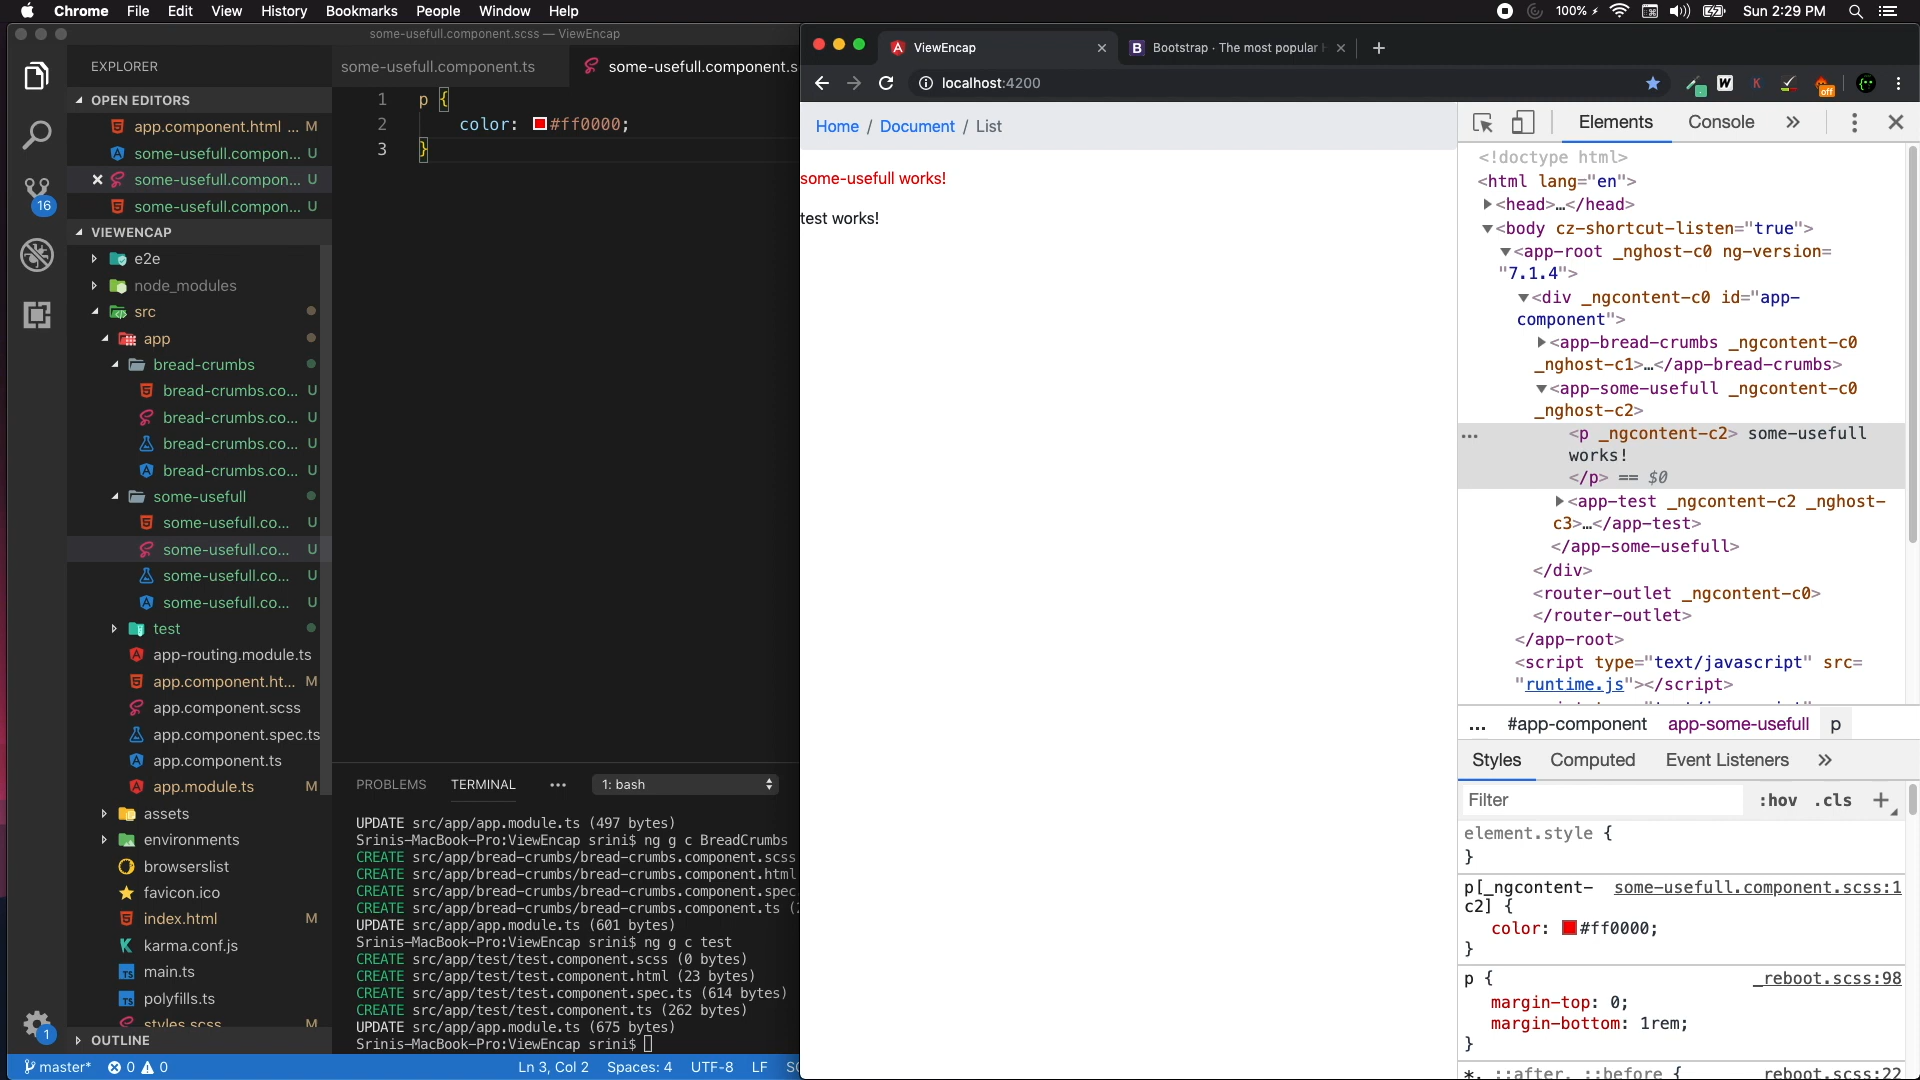 Chrome File Edit View History Bookmarks People Window Help
100% Sun 2:29 PM
some-usefull.component.scss — ViewEncap
EXPLORER
OPEN EDITORS
app.component.html ... M
some-usefull.compon... U
some-usefull.compon... U
some-usefull.compon... U
VIEWENCAP
e2e
node_modules
src
app
bread-crumbs
bread-crumbs.co... U
bread-crumbs.co... U
bread-crumbs.co... U
bread-crumbs.co... U
some-usefull
some-usefull.co... U
some-usefull.co... U
some-usefull.co... U
some-usefull.co... U
test
app-routing.module.ts
app.component.ht... M
app.component.scss
app.component.spec.ts
app.component.ts
app.module.ts M
assets
environments
browserslist
favicon.ico
index.html M
karma.conf.js
main.ts
polyfills.ts
styles.scss M
OUTLINE
16
1
master* 0 0
some-usefull.component.ts some-usefull.component.s
1 p {
2 color: #ff0000;
3 }
PROBLEMS TERMINAL ... 1: bash
UPDATE src/app/app.module.ts (497 bytes)
Srinis-MacBook-Pro:ViewEncap srini$ ng g c BreadCrumbs
CREATE src/app/bread-crumbs/bread-crumbs.component.scss
CREATE src/app/bread-crumbs/bread-crumbs.component.html
CREATE src/app/bread-crumbs/bread-crumbs.component.spec
CREATE src/app/bread-crumbs/bread-crumbs.component.ts (
UPDATE src/app/app.module.ts (601 bytes)
Srinis-MacBook-Pro:ViewEncap srini$ ng g c test
CREATE src/app/test/test.component.scss (0 bytes)
CREATE src/app/test/test.component.html (23 bytes)
CREATE src/app/test/test.component.spec.ts (614 bytes)
CREATE src/app/test/test.component.ts (262 bytes)
UPDATE src/app/app.module.ts (675 bytes)
Srinis-MacBook-Pro:ViewEncap srini$
Ln 3, Col 2 Spaces: 4 UTF-8 LF
ViewEncap Bootstrap · The most popular
localhost:4200
off
Home / Document / List
some-usefull works!
test works!
Elements Console »
<!doctype html>
<html lang="en">
<head>…</head>
<body cz-shortcut-listen="true">
<app-root _nghost-c0 ng-version=
"7.1.4">
<div _ngcontent-c0 id="app-
component">
<app-bread-crumbs _ngcontent-c0
_nghost-c1>…</app-bread-crumbs>
<app-some-usefull _ngcontent-c0
_nghost-c2>
... <p _ngcontent-c2> some-usefull
works!
</p> == $0
<app-test _ngcontent-c2 _nghost-
c3>…</app-test>
</app-some-usefull>
</div>
<router-outlet _ngcontent-c0>
</router-outlet>
</app-root>
<script type="text/javascript" src=
"runtime.js"></script>
... #app-component app-some-usefull p
Styles Computed Event Listeners »
Filter :hov .cls +
element.style {
}
p[_ngcontent- some-usefull.component.scss:1
c2] {
color: #ff0000;
}
p { _reboot.scss:98
margin-top: 0;
margin-bottom: 1rem;
}
*, ::after, ::before { _reboot.scss:22